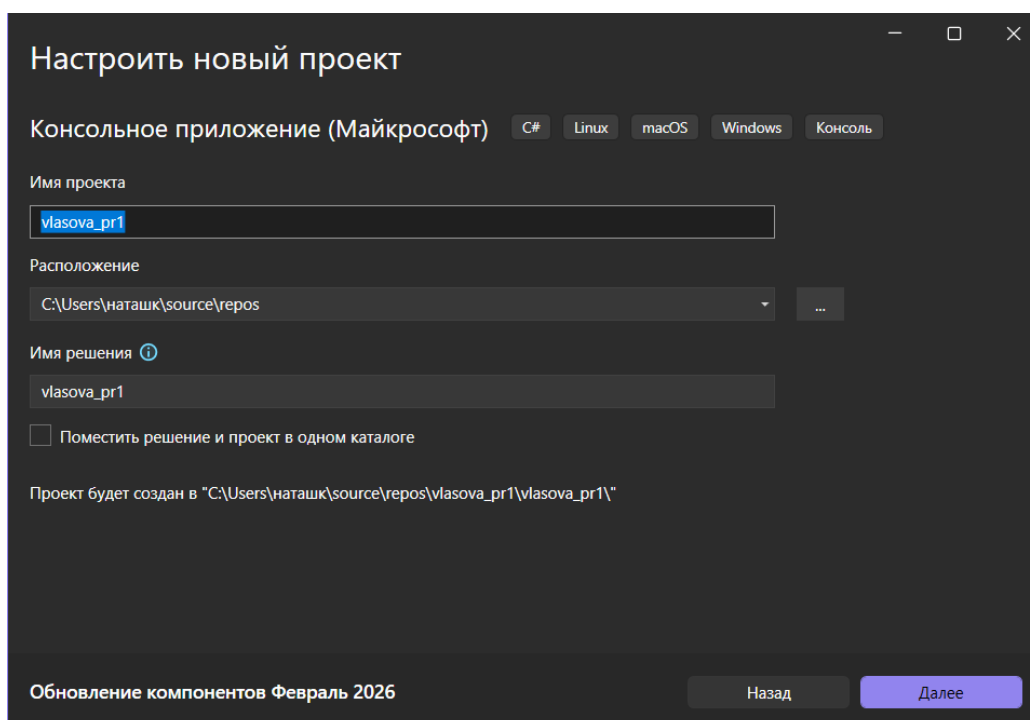 Настроить новый проект
Консольное приложение (Майкрософт) C# Linux macOS Windows Консоль
Имя проекта
vlasova_pr1
Расположение
C:\Users\наташк\source\repos
...
Имя решения
vlasova_pr1
Поместить решение и проект в одном каталоге
Проект будет создан в "C:\Users\наташк\source\repos\vlasova_pr1\vlasova_pr1\"
Обновление компонентов Февраль 2026
Назад Далее